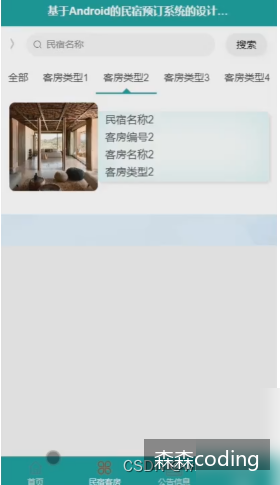 基于Android的民宿预订系统的设计...
民宿名称
搜索
全部 客房类型1 客房类型2 客房类型3 客房类型4
民宿名称2
客房编号2
客房名称2
客房类型2
森森coding
首页 民宿客房 公告信息